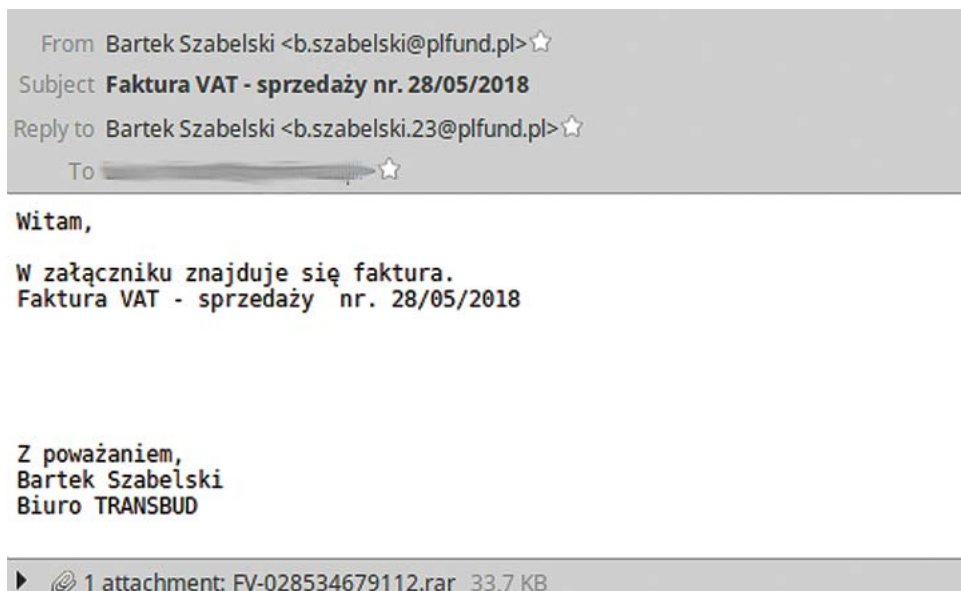 From Bartek Szabelski <b.szabelski@plfund.pl>
Subject Faktura VAT - sprzedaży nr. 28/05/2018
Reply to Bartek Szabelski <b.szabelski.23@plfund.pl>
To
Witam,
W załączniku znajduje się faktura.
Faktura VAT - sprzedaży  nr. 28/05/2018
Z poważaniem,
Bartek Szabelski
Biuro TRANSBUD
1 attachment: FV-028534679112.rar 33,7 KB